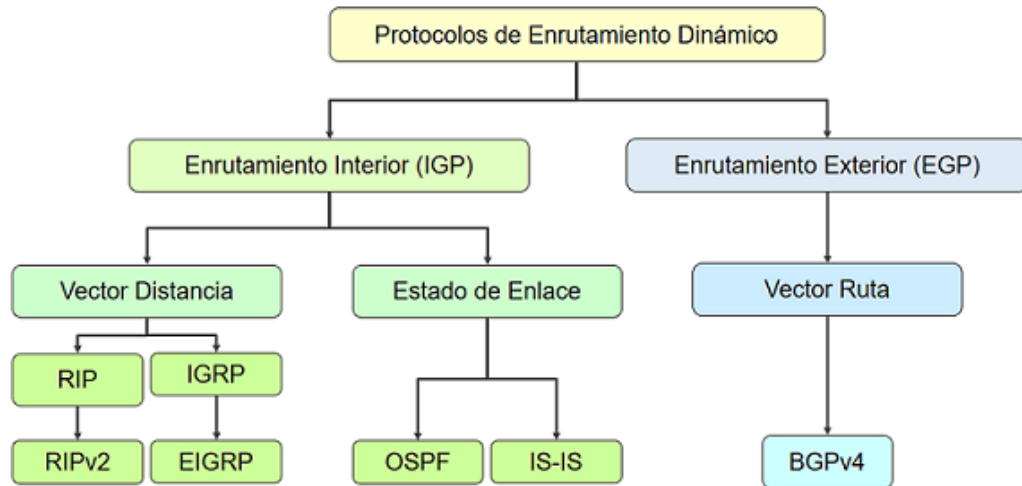 Protocolos de Enrutamiento Dinámico
Enrutamiento Interior (IGP)
Enrutamiento Exterior (EGP)
Vector Distancia
Estado de Enlace
Vector Ruta
RIP
IGRP
RIPv2
EIGRP
OSPF
IS-IS
BGPv4